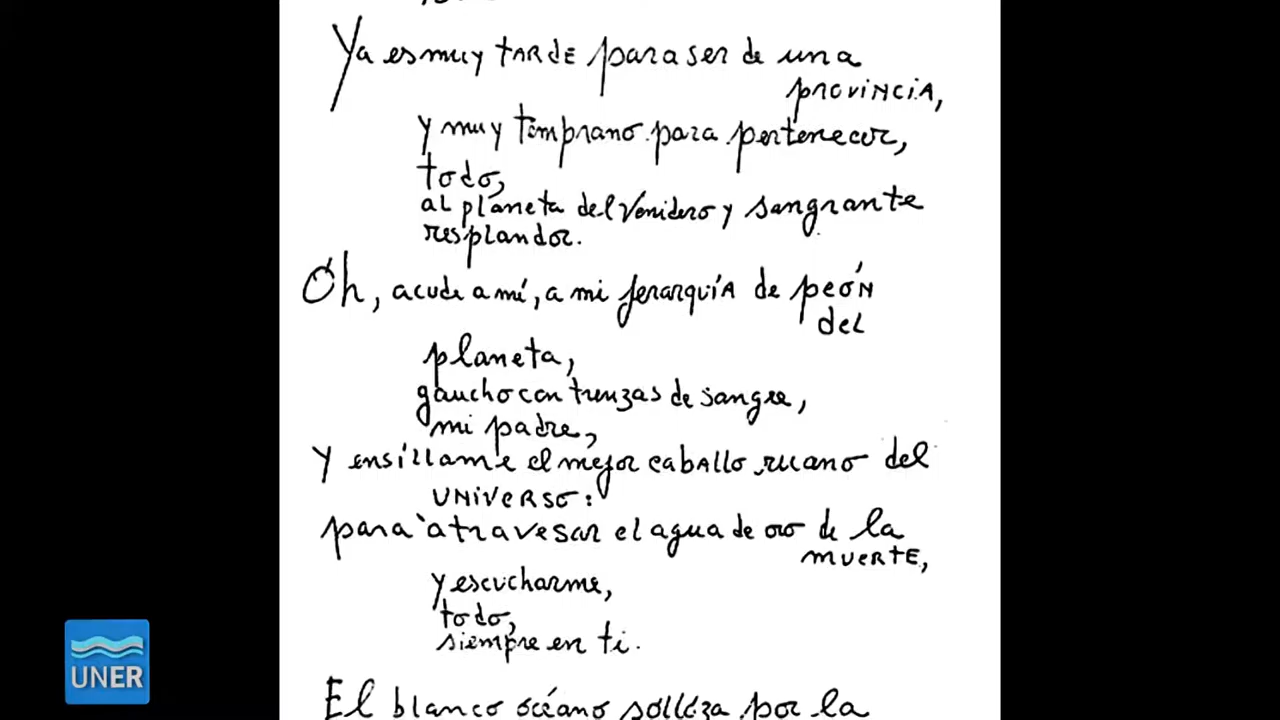 Ya es muy tarde para ser de una
provincia,
y muy temprano para pertenecer,
todo,
al planeta del venidero y sangrante
resplandor.
Oh, acude a mí, a mi jerarquía de peón
del
planeta,
gaucho con trenzas de sangre,
mi padre,
Y ensíllame el mejor caballo ruano del
universo:
para atravesar el agua de oro de la
muerte,
y escucharme,
todo,
siempre en ti.
El blanco océano solloza por la
UNER